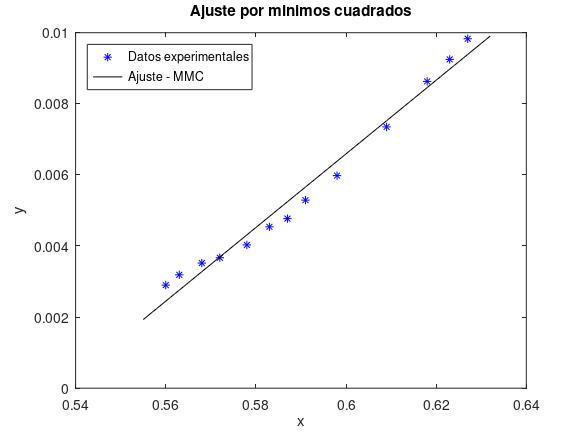 Ajuste por minimos cuadrados
Datos experimentales
Ajuste - MMC
0.01
0.008
0.006
0.004
0.002
0
y
0.54
0.56
0.58
0.6
0.62
0.64
x